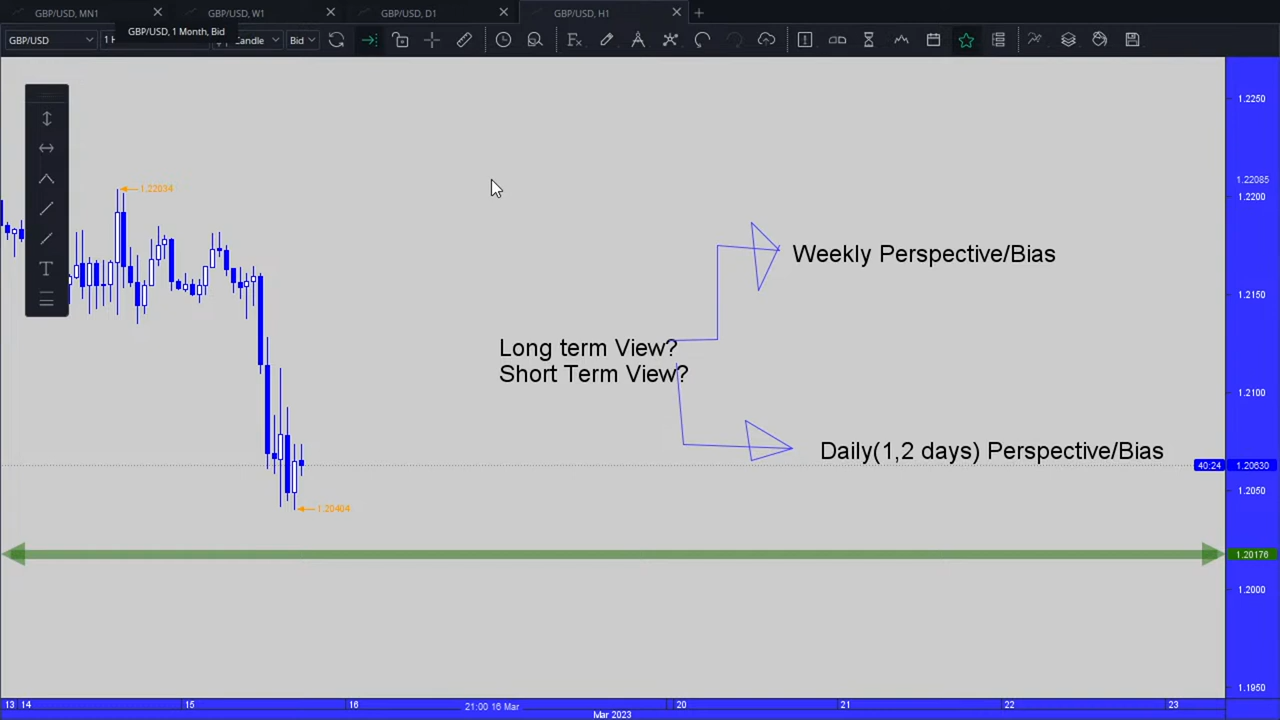 GBP/USD, MN1
GBP/USD, W1
GBP/USD, D1
GBP/USD, H1
GBP/USD, 1 Month, Bid
GBP/USD
Bid
1.2250
1.22085
1.2200
1.2150
1.2100
40:24
1.20630
1.2050
1.20176
1.2000
1.1950
1.22034
1.20404
Weekly Perspective/Bias
Long term View?
Short Term View?
Daily(1,2 days) Perspective/Bias
13 14 15 16 21:00 16 Mar 20 21 22 23
Mar 2023